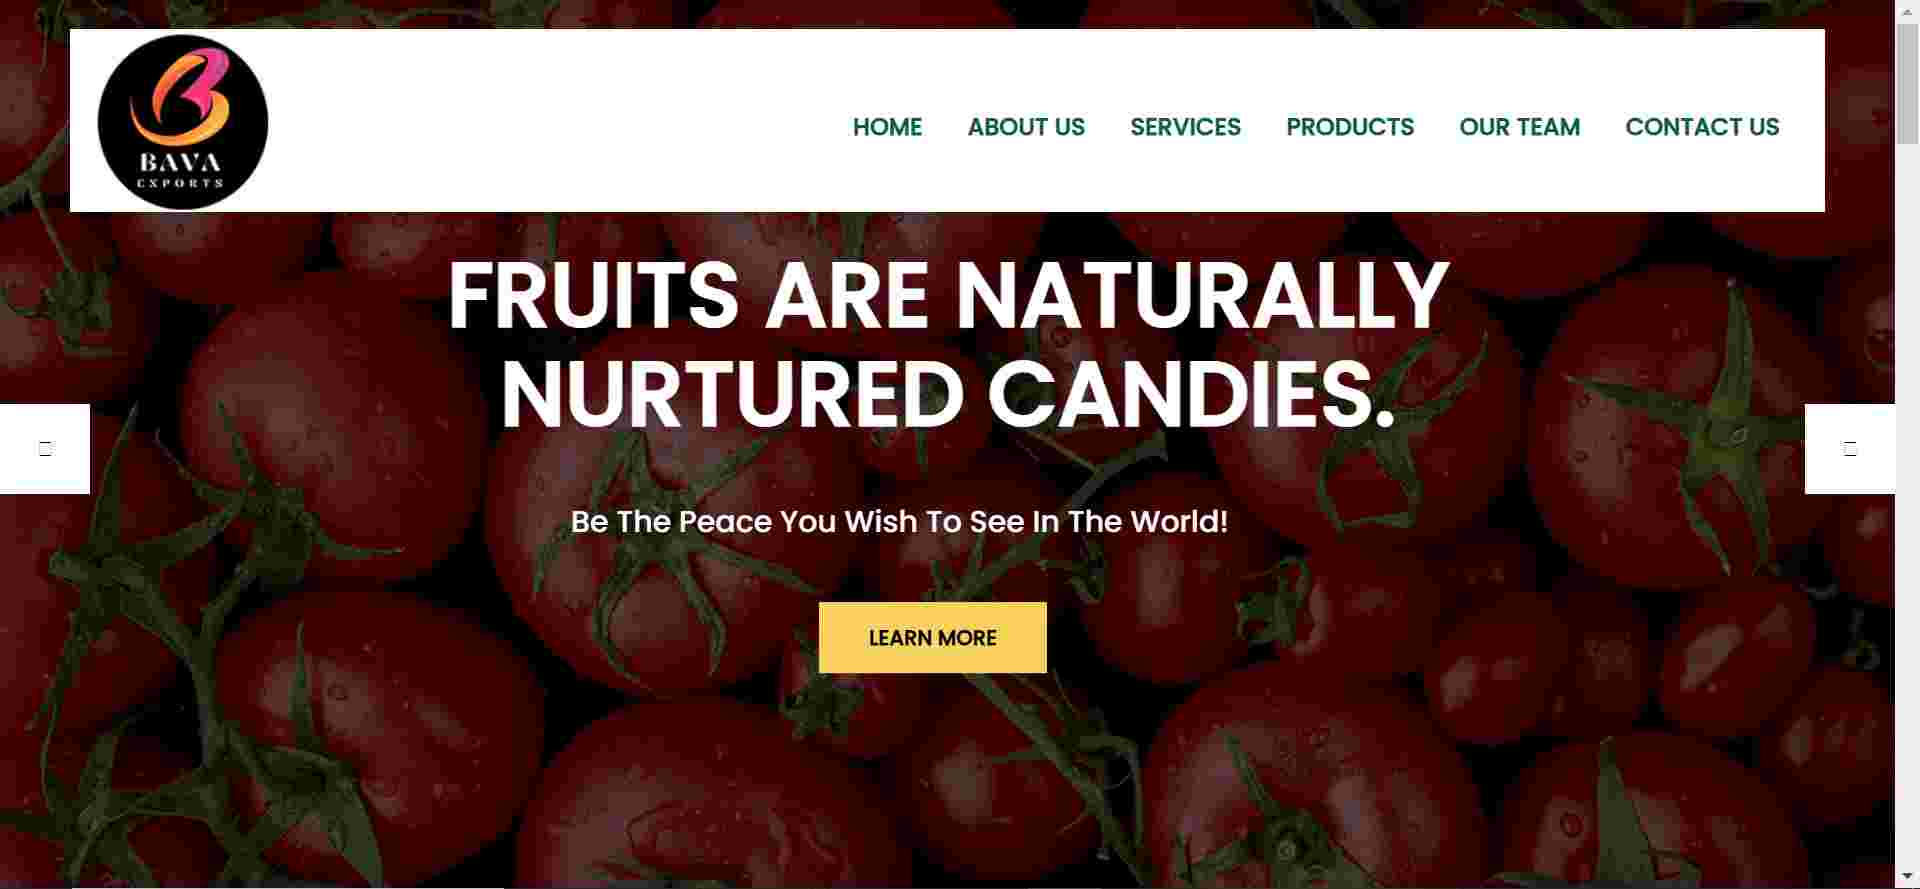 BAVA
EXPORTS
HOME ABOUT US SERVICES PRODUCTS OUR TEAM CONTACT US
FRUITS ARE NATURALLY
NURTURED CANDIES.
Be The Peace You Wish To See In The World!
LEARN MORE